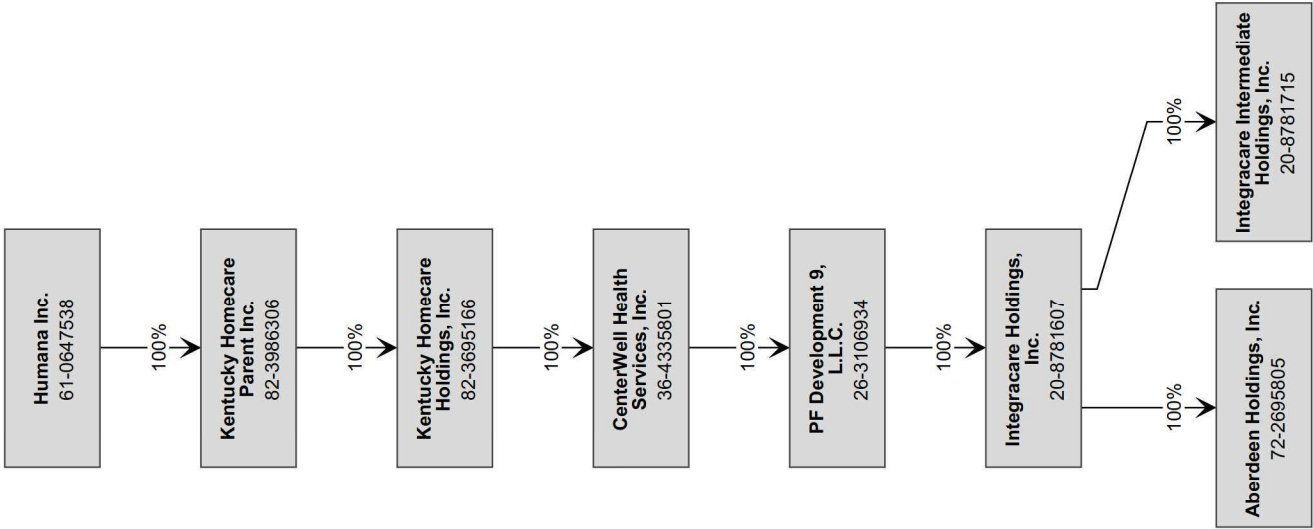 Humana Inc.
61-0647538
100%
Kentucky Homecare
Parent Inc.
82-3986306
100%
Kentucky Homecare
Holdings, Inc.
82-3695166
100%
CenterWell Health
Services, Inc.
36-4335801
100%
PF Development 9,
L.L.C.
26-3106934
100%
Integracare Holdings,
Inc.
20-8781607
100%
100%
Aberdeen Holdings, Inc.
72-2695805
Integracare Intermediate
Holdings, Inc.
20-8781715